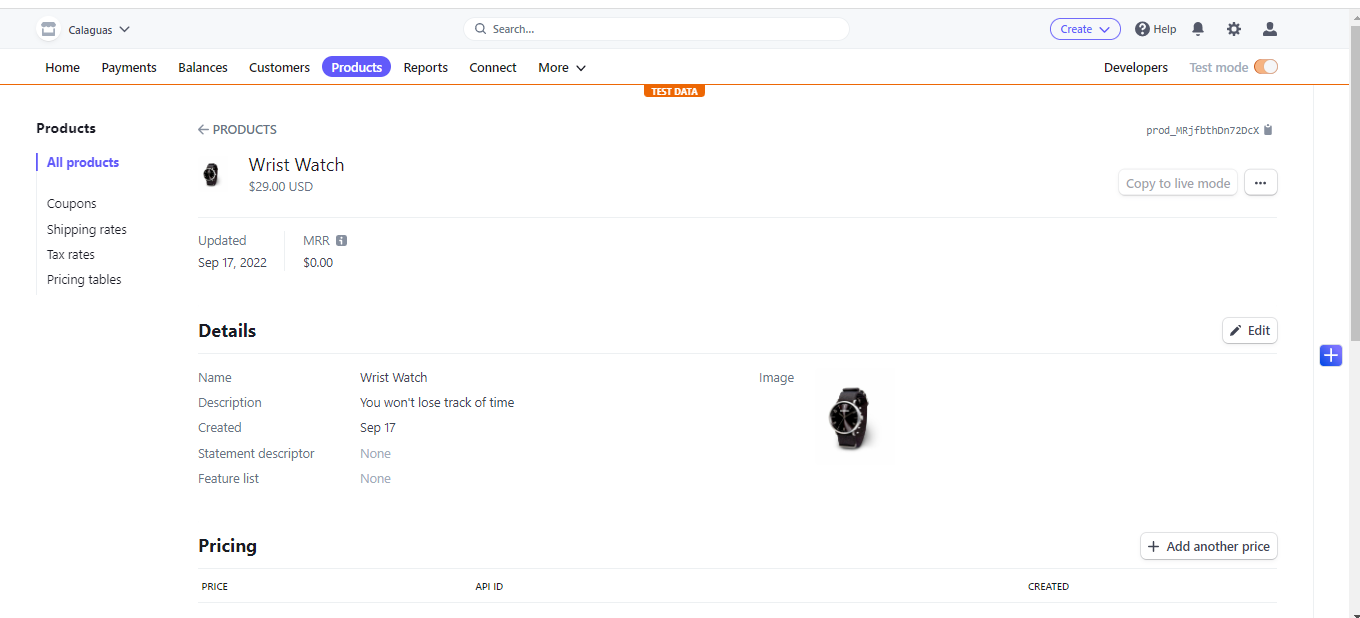 Calaguas
Search...
Create
Help
Home Payments Balances Customers Products Reports Connect More
Developers Test mode
TEST DATA
Products
All products
Coupons
Shipping rates
Tax rates
Pricing tables
PRODUCTS
prod_MRjfbthDn72DcX
Wrist Watch
$29.00 USD
Copy to live mode
Updated
Sep 17, 2022
MRR
$0.00
Details
Edit
Name Wrist Watch
Description You won't lose track of time
Created Sep 17
Statement descriptor None
Feature list None
Image
Pricing
Add another price
PRICE API ID CREATED